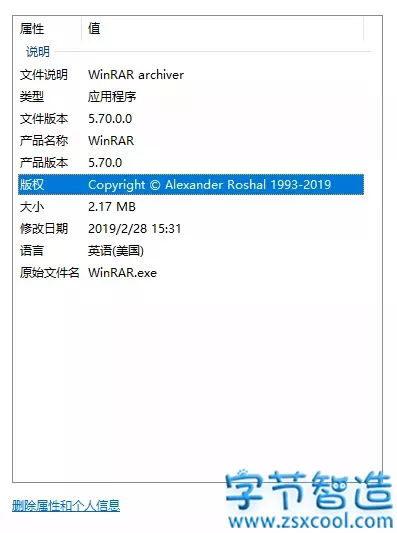 属性 值
说明
文件说明 WinRAR archiver
类型 应用程序
文件版本 5.70.0.0
产品名称 WinRAR
产品版本 5.70.0
版权 Copyright © Alexander Roshal 1993-2019
大小 2.17 MB
修改日期 2019/2/28 15:31
语言 英语(美国)
原始文件名 WinRAR.exe
删除属性和个人信息
字节智造
www.zsxcool.com